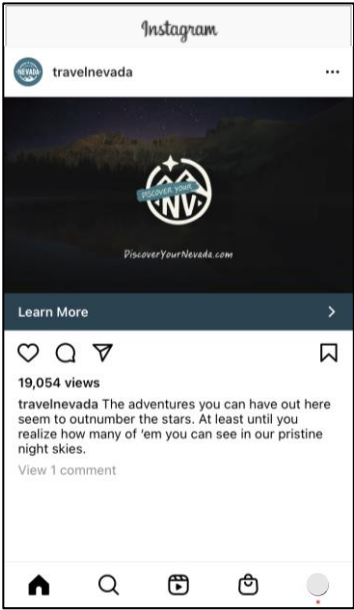 Instagram
NEVADA
travelnevada
DISCOVER YOUR
NV
DiscoverYourNevada.com
Learn More
19,054 views
travelnevada The adventures you can have out here
seem to outnumber the stars. At least until you
realize how many of ‘em you can see in our pristine
night skies.
View 1 comment